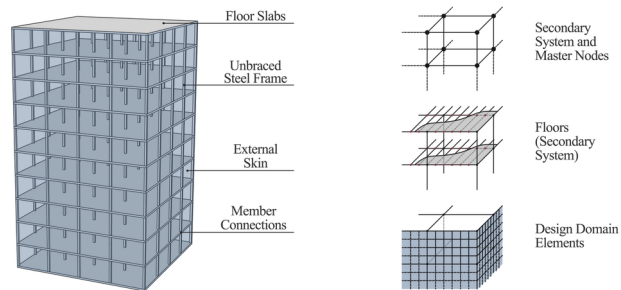 Floor Slabs
Unbraced
Steel Frame
External
Skin
Member
Connections
Secondary
System and
Master Nodes
Floors
(Secondary
System)
Design Domain
Elements